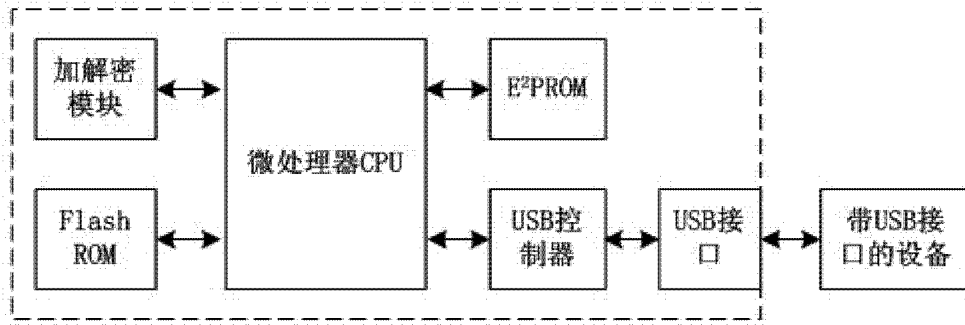 加解密
模块
微处理器CPU
E²PROM
Flash
ROM
USB控
制器
USB接
口
带USB接
口的设备